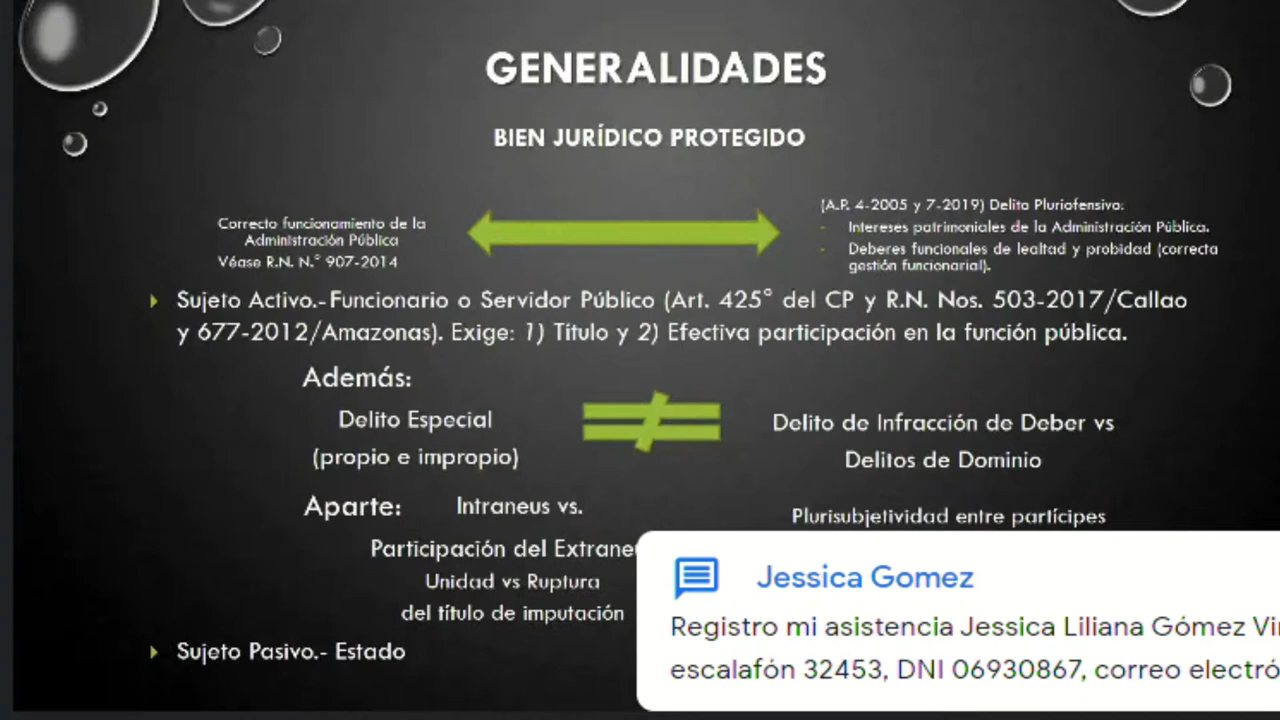 GENERALIDADES
BIEN JURÍDICO PROTEGIDO
Correcto funcionamiento de la
Administración Pública
Véase R.N. N.° 907-2014
(A.P. 4-2005 y 7-2019) Delito Pluriofensivo:
- Intereses patrimoniales de la Administración Pública.
- Deberes funcionales de lealtad y probidad (correcta
gestión funcionarial).
Sujeto Activo.- Funcionario o Servidor Público (Art. 425° del CP y R.N. Nos. 503-2017/Callao
y 677-2012/Amazonas). Exige: 1) Título y 2) Efectiva participación en la función pública.
Además:
Delito Especial
(propio e impropio)
Delito de Infracción de Deber vs
Delitos de Dominio
Aparte: Intraneus vs.
Participación del Extraneu
Unidad vs Ruptura
del título de imputación
Plurisubjetividad entre partícipes
Sujeto Pasivo.- Estado
Jessica Gomez
Registro mi asistencia Jessica Liliana Gómez Vi
escalafón 32453, DNI 06930867, correo electró